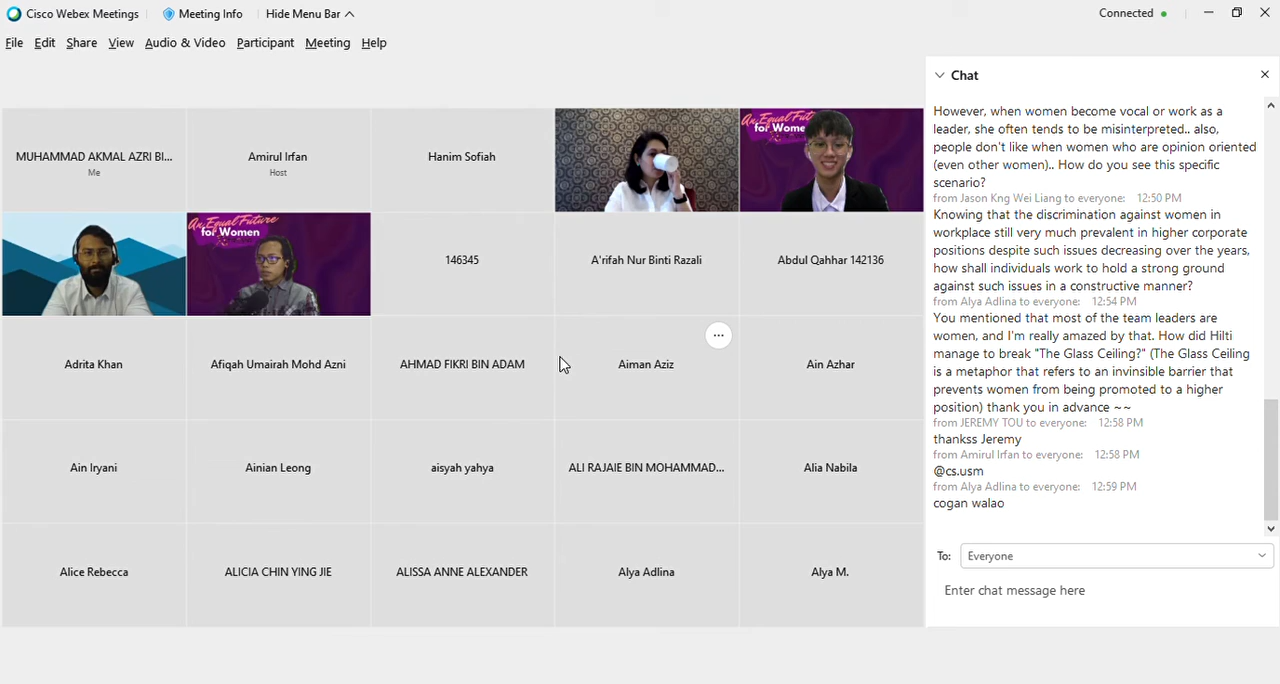 Cisco Webex Meetings
Meeting Info
Hide Menu Bar
Connected
File Edit Share View Audio & Video Participant Meeting Help
Chat
MUHAMMAD AKMAL AZRI BI...
Me
Amirul Irfan
Host
Hanim Sofiah
An Equal Fut
for Wome
An Equal Future
for Women
146345
A'rifah Nur Binti Razali
Abdul Qahhar 142136
Adrita Khan
Afiqah Umairah Mohd Azni
AHMAD FIKRI BIN ADAM
Aiman Aziz
Ain Azhar
Ain Iryani
Ainian Leong
aisyah yahya
ALI RAJAIE BIN MOHAMMAD...
Alia Nabila
Alice Rebecca
ALICIA CHIN YING JIE
ALISSA ANNE ALEXANDER
Alya Adlina
Alya M.
However, when women become vocal or work as a
leader, she often tends to be misinterpreted.. also,
people don't like when women who are opinion oriented
(even other women).. How do you see this specific
scenario?
from Jason Kng Wei Liang to everyone: 12:50 PM
Knowing that the discrimination against women in
workplace still very much prevalent in higher corporate
positions despite such issues decreasing over the years,
how shall individuals work to hold a strong ground
against such issues in a constructive manner?
from Alya Adlina to everyone: 12:54 PM
You mentioned that most of the team leaders are
women, and I'm really amazed by that. How did Hilti
manage to break "The Glass Ceiling?" (The Glass Ceiling
is a metaphor that refers to an invinsible barrier that
prevents women from being promoted to a higher
position) thank you in advance ~~
from JEREMY TOU to everyone: 12:58 PM
thankss Jeremy
from Amirul Irfan to everyone: 12:58 PM
@cs.usm
from Alya Adlina to everyone: 12:59 PM
cogan walao
To: Everyone
Enter chat message here